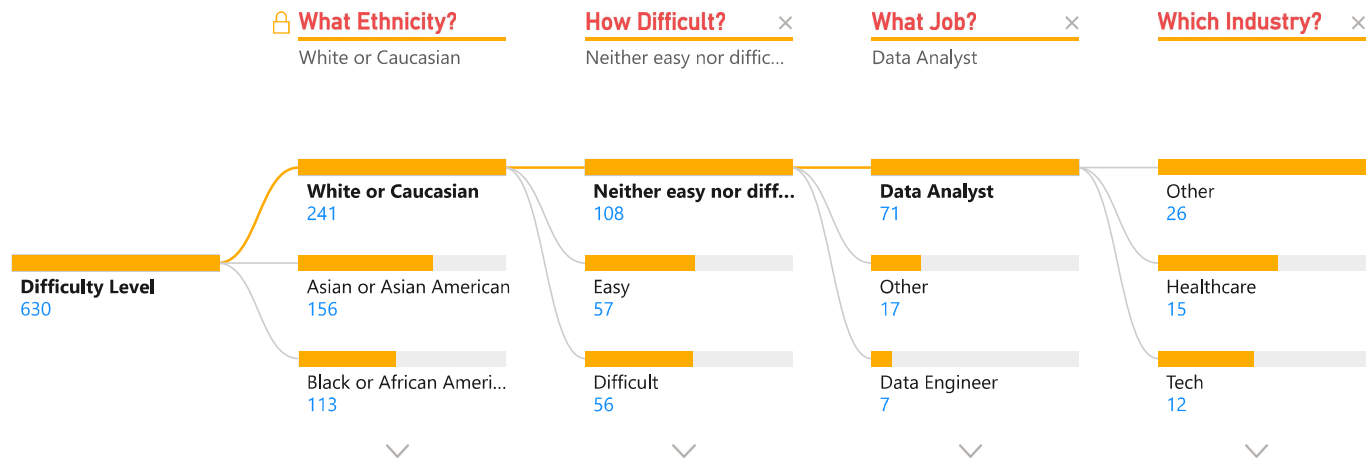 What Ethnicity?
White or Caucasian
How Difficult?
Neither easy nor diffic...
What Job?
Data Analyst
Which Industry?
Difficulty Level
630
White or Caucasian
241
Asian or Asian American
156
Black or African Ameri...
113
Neither easy nor diff...
108
Easy
57
Difficult
56
Data Analyst
71
Other
17
Data Engineer
7
Other
26
Healthcare
15
Tech
12